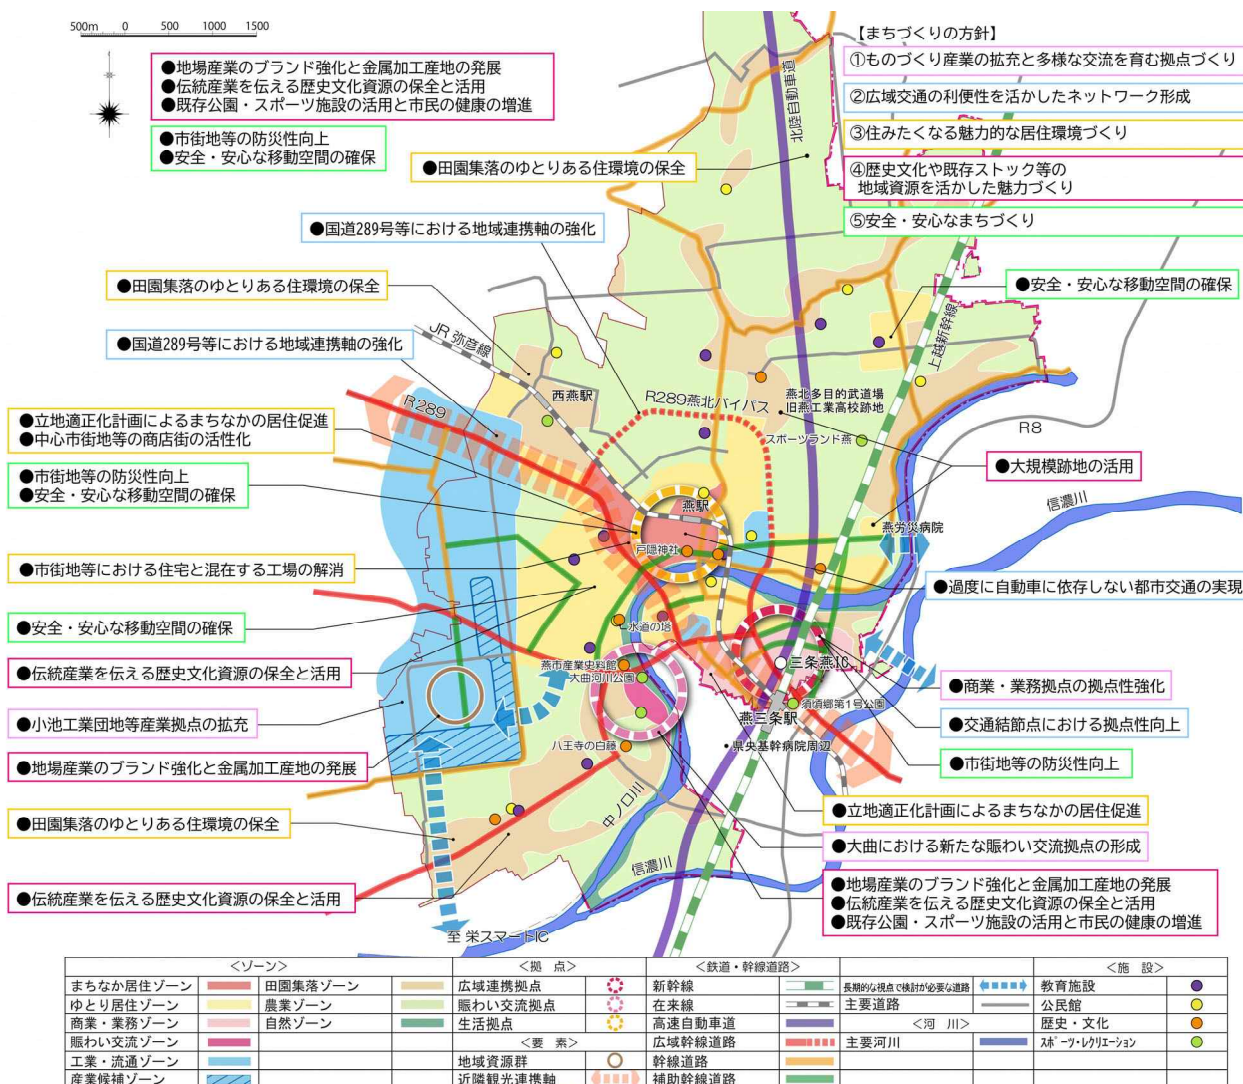 500m 0 500 1000 1500
【まちづくりの方針】
①ものづくり産業の拡充と多様な交流を育む拠点づくり
②広域交通の利便性を活かしたネットワーク形成
③住みたくなる魅力的な居住環境づくり
④歴史文化や既存ストック等の
地域資源を活かした魅力づくり
⑤安全・安心なまちづくり
●地場産業のブランド強化と金属加工産地の発展
●伝統産業を伝える歴史文化資源の保全と活用
●既存公園・スポーツ施設の活用と市民の健康の増進
●市街地等の防災性向上
●安全・安心な移動空間の確保
北陸自動車道
●田園集落のゆとりある住環境の保全
●国道289号等における地域連携軸の強化
●田園集落のゆとりある住環境の保全
●安全・安心な移動空間の確保
上越新幹線
JR 弥彦線
●国道289号等における地域連携軸の強化
西燕駅
R289
R289燕北バイパス
燕北多目的武道場
旧燕工業高校跡地
スポーツランド燕
R8
●立地適正化計画によるまちなかの居住促進
●中心市街地等の商店街の活性化
●大規模跡地の活用
●市街地等の防災性向上
●安全・安心な移動空間の確保
信濃川
燕駅
燕労災病院
戸隠神社
●市街地等における住宅と混在する工場の解消
●過度に自動車に依存しない都市交通の実現
●安全・安心な移動空間の確保
水道の塔
●伝統産業を伝える歴史文化資源の保全と活用
燕市産業史料館
大曲河川公園
三条燕IC
●商業・業務拠点の拠点性強化
須頃郷第1号公園
●小池工業団地等産業拠点の拡充
燕三条駅
●交通結節点における拠点性向上
八王寺の白藤
県央基幹病院周辺
●地場産業のブランド強化と金属加工産地の発展
●市街地等の防災性向上
中ノ口川
●田園集落のゆとりある住環境の保全
●立地適正化計画によるまちなかの居住促進
●大曲における新たな賑わい交流拠点の形成
信濃川
●伝統産業を伝える歴史文化資源の保全と活用
●地場産業のブランド強化と金属加工産地の発展
●伝統産業を伝える歴史文化資源の保全と活用
●既存公園・スポーツ施設の活用と市民の健康の増進
至 栄スマートIC
＜ゾーン＞ ＜拠 点＞ ＜鉄道・幹線道路＞ ＜施 設＞
まちなか居住ゾーン 田園集落ゾーン 広域連携拠点 新幹線 長期的な視点で検討が必要な道路 教育施設
ゆとり居住ゾーン 農業ゾーン 賑わい交流拠点 在来線 主要道路 公民館
商業・業務ゾーン 自然ゾーン 生活拠点 高速自動車道 ＜河 川＞ 歴史・文化
賑わい交流ゾーン ＜要 素＞ 広域幹線道路 主要河川 スポーツ・レクリエーション
工業・流通ゾーン 地域資源群 幹線道路
産業候補ゾーン 近隣観光連携軸 補助幹線道路